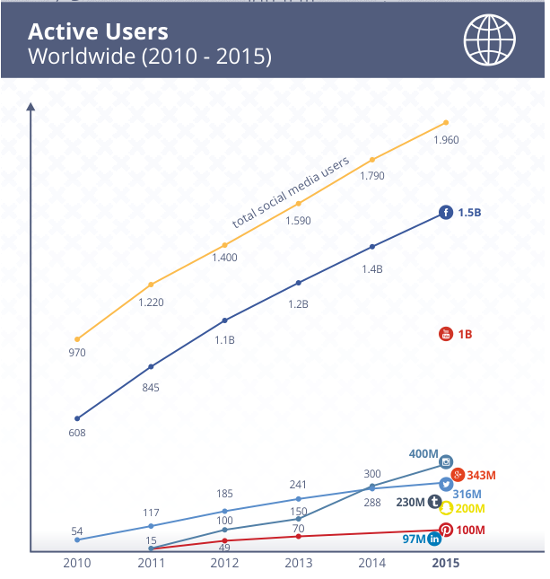 Active Users
Worldwide (2010 - 2015)
1.960
total social media users
1.790
1.590
1.5B
1.400
1.4B
1.220
1.2B
1B
1.1B
970
845
608
400M
300
343M
241
185
316M
288
230M
200M
150
117
100
54
70
100M
15
49
97M
2010 2011 2012 2013 2014 2015